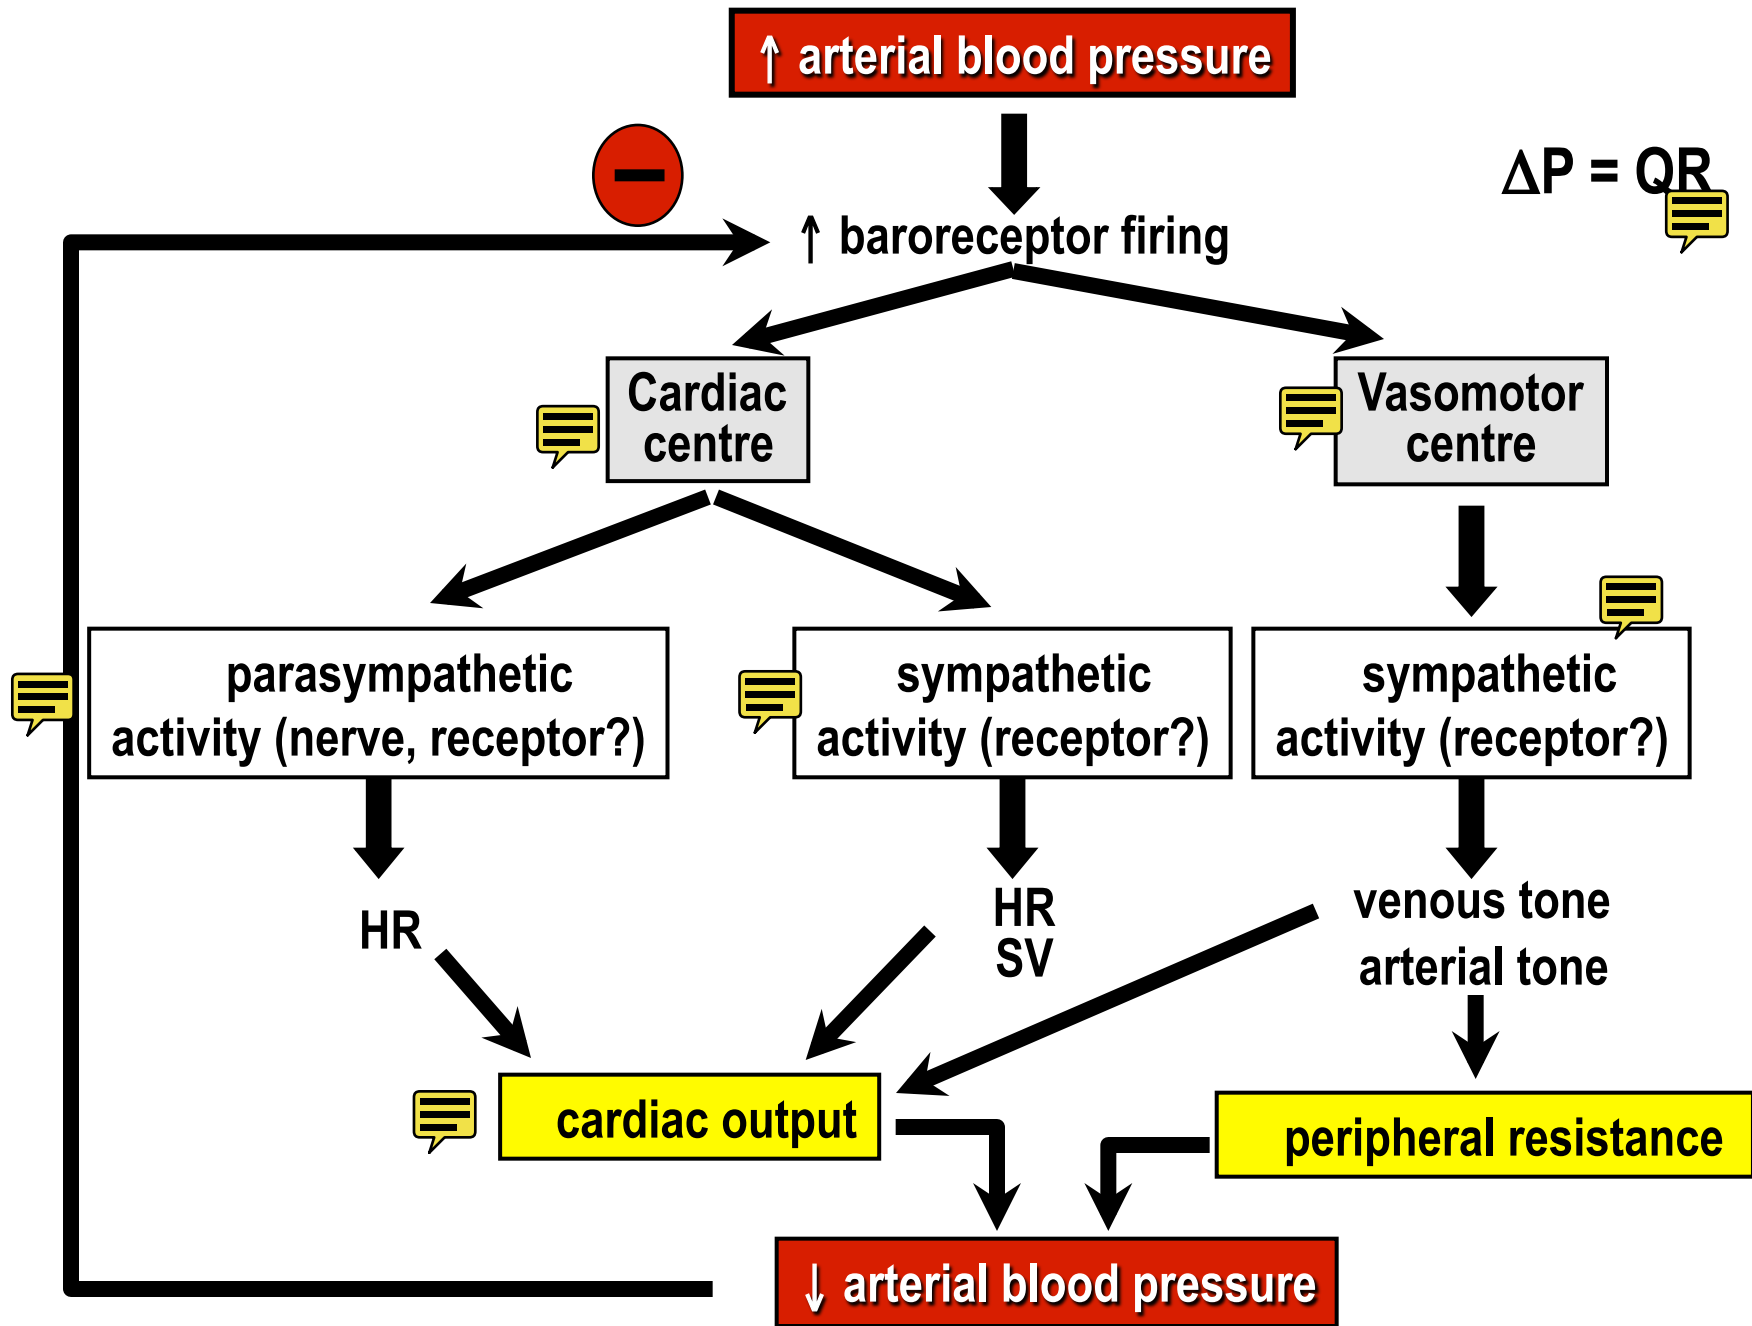 ↑ arterial blood pressure
ΔP = QR
↑ baroreceptor firing
Cardiac
centre
Vasomotor
centre
parasympathetic
activity (nerve, receptor?)
sympathetic
activity (receptor?)
sympathetic
activity (receptor?)
HR
HR
SV
venous tone
arterial tone
cardiac output
peripheral resistance
↓ arterial blood pressure